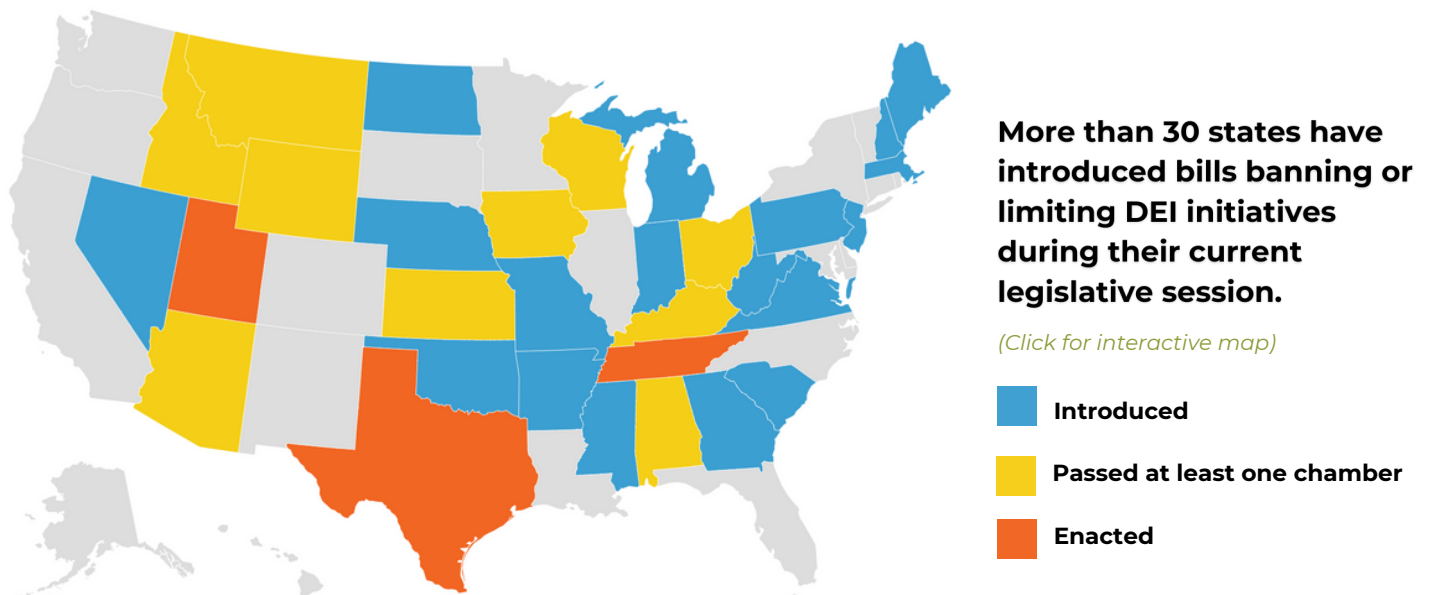 More than 30 states have
introduced bills banning or
limiting DEI initiatives
during their current
legislative session.
(Click for interactive map)
Introduced
Passed at least one chamber
Enacted